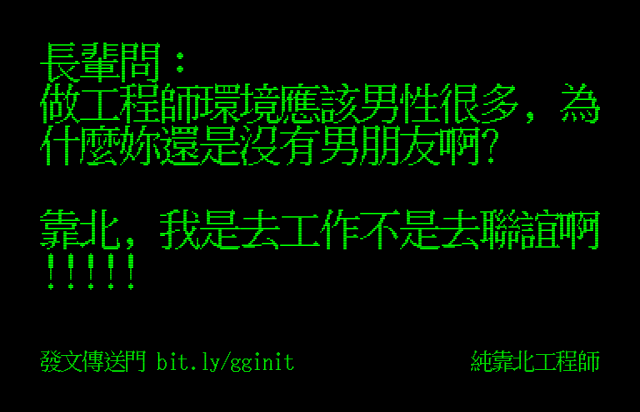 長輩問：
做工程師環境應該男性很多，為
什麼妳還是沒有男朋友啊?
靠北，我是去工作不是去聯誼啊
!!!!!
發文傳送門 bit.ly/gginit
純靠北工程師